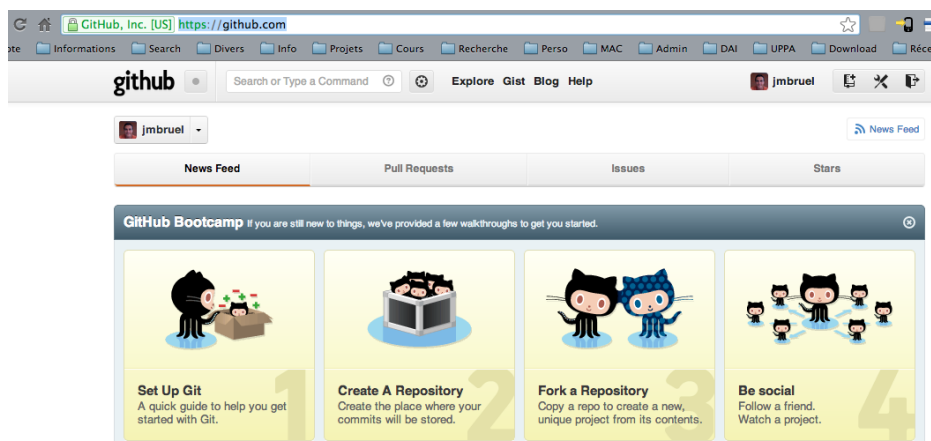 GitHub, Inc. [US] https://github.com
Informations Search Divers Info Projets Cours Recherche Perso MAC Admin DAI UPPA Download
github Search or Type a Command Explore Gist Blog Help jmbruel
jmbruel News Feed
News Feed Pull Requests Issues Stars
GitHub Bootcamp If you are still new to things, we've provided a few walkthroughs to get you started.
1 2 3 4
Set Up Git
A quick guide to help you get
started with Git.
Create A Repository
Create the place where your
commits will be stored.
Fork a Repository
Copy a repo to create a new,
unique project from its contents.
Be social
Follow a friend.
Watch a project.